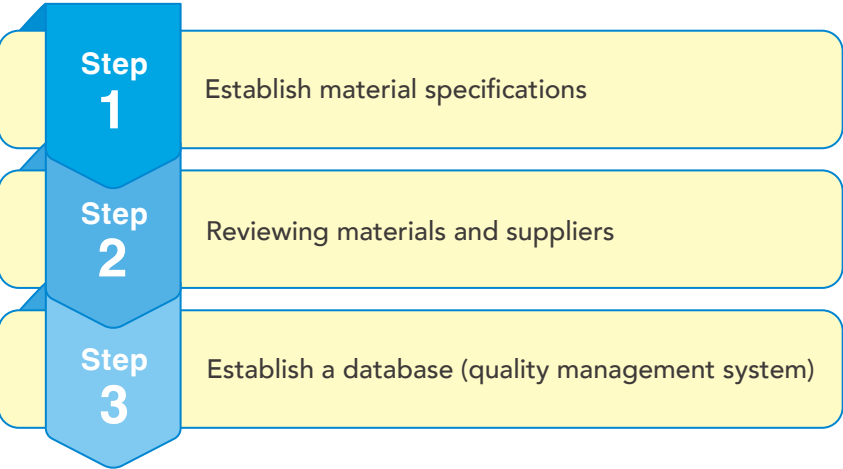 Step
1
Establish material specifications
Step
2
Reviewing materials and suppliers
Step
3
Establish a database (quality management system)